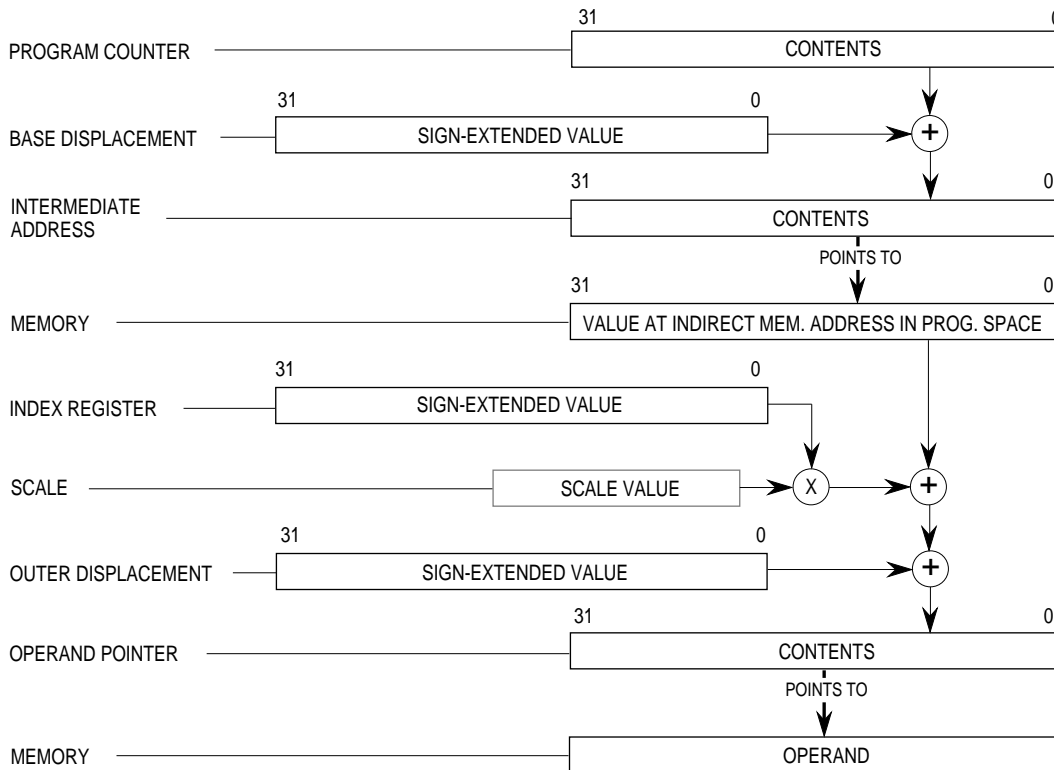 31 0
PROGRAM COUNTER CONTENTS
31 0
BASE DISPLACEMENT SIGN-EXTENDED VALUE +
31 0
INTERMEDIATE
ADDRESS
CONTENTS
POINTS TO
31 0
MEMORY VALUE AT INDIRECT MEM. ADDRESS IN PROG. SPACE
31 0
INDEX REGISTER SIGN-EXTENDED VALUE
SCALE SCALE VALUE X +
31 0
OUTER DISPLACEMENT SIGN-EXTENDED VALUE +
31 0
OPERAND POINTER CONTENTS
POINTS TO
MEMORY OPERAND